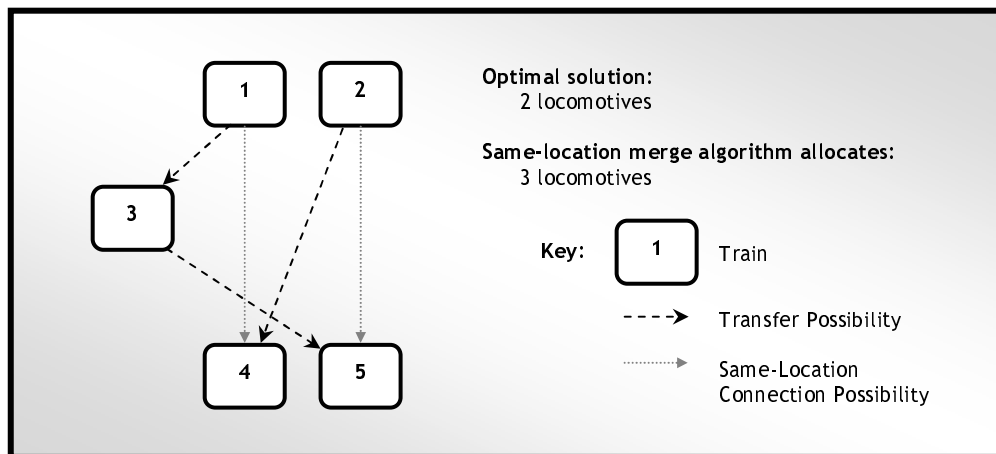 1
2
3
4
5
Optimal solution:
2 locomotives
Same-location merge algorithm allocates:
3 locomotives
Key:
1
Train
Transfer Possibility
Same-Location
Connection Possibility